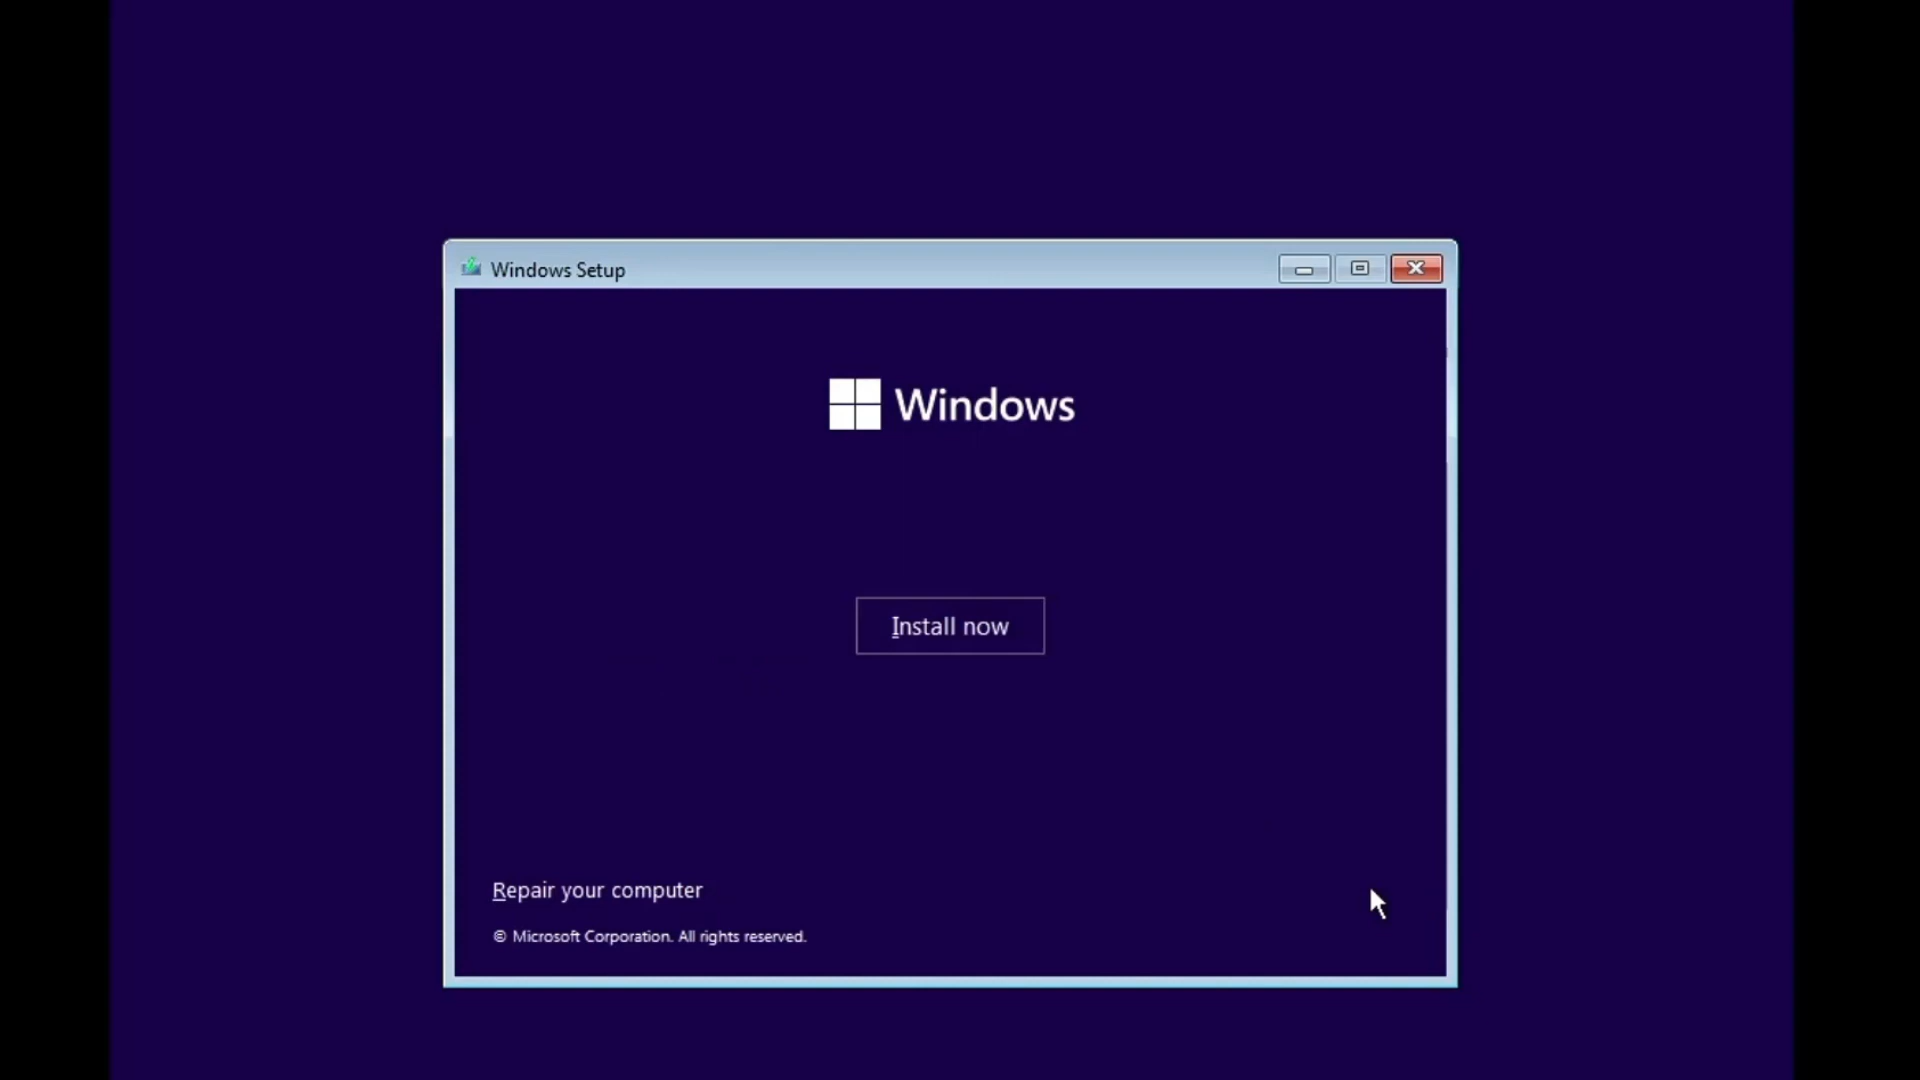 Windows Setup
Windows
Install now
Repair your computer
© Microsoft Corporation. All rights reserved.